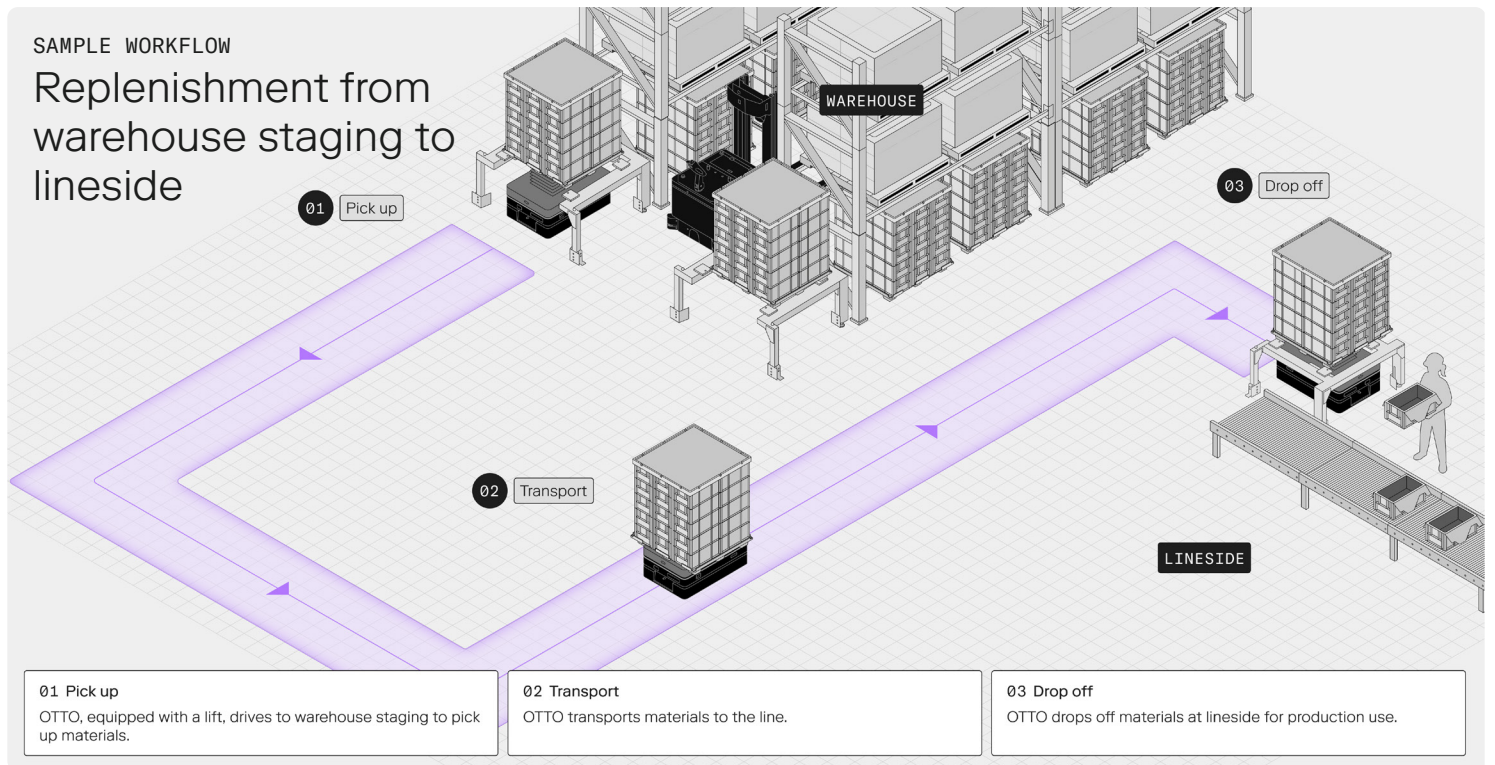 SAMPLE WORKFLOW
Replenishment from
warehouse staging to
lineside
WAREHOUSE
01 Pick up
03 Drop off
02 Transport
LINESIDE
01 Pick up
OTTO, equipped with a lift, drives to warehouse staging to pick
up materials.
02 Transport
OTTO transports materials to the line.
03 Drop off
OTTO drops off materials at lineside for production use.